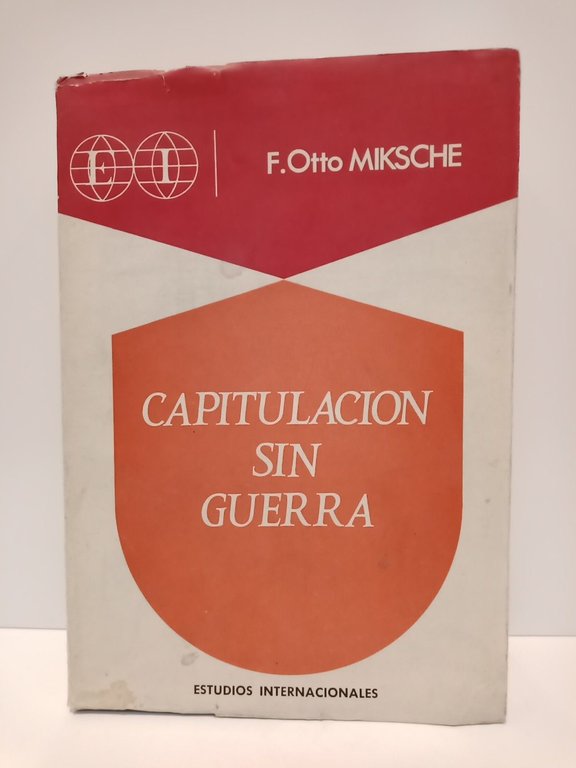 E I
F.Otto MIKSCHE
CAPITULACION
SIN
GUERRA
ESTUDIOS INTERNACIONALES